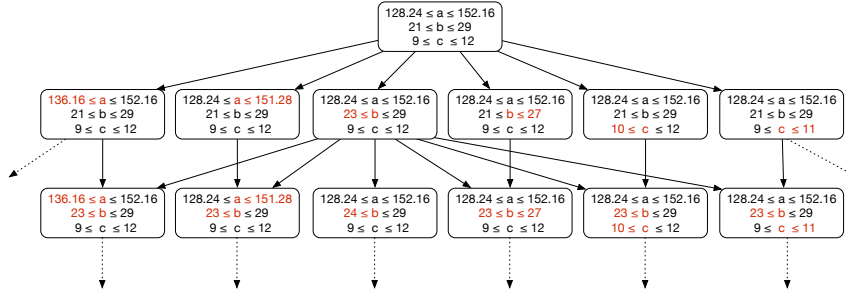 128.24 ≤ a ≤ 152.16
21 ≤ b ≤ 29
9 ≤ c ≤ 12
136.16 ≤ a ≤ 152.16
21 ≤ b ≤ 29
9 ≤ c ≤ 12
128.24 ≤ a ≤ 151.28
21 ≤ b ≤ 29
9 ≤ c ≤ 12
128.24 ≤ a ≤ 152.16
23 ≤ b ≤ 29
9 ≤ c ≤ 12
128.24 ≤ a ≤ 152.16
21 ≤ b ≤ 27
9 ≤ c ≤ 12
128.24 ≤ a ≤ 152.16
21 ≤ b ≤ 29
10 ≤ c ≤ 12
128.24 ≤ a ≤ 152.16
21 ≤ b ≤ 29
9 ≤ c ≤ 11
136.16 ≤ a ≤ 152.16
23 ≤ b ≤ 29
9 ≤ c ≤ 12
128.24 ≤ a ≤ 151.28
23 ≤ b ≤ 29
9 ≤ c ≤ 12
128.24 ≤ a ≤ 152.16
24 ≤ b ≤ 29
9 ≤ c ≤ 12
128.24 ≤ a ≤ 152.16
23 ≤ b ≤ 27
9 ≤ c ≤ 12
128.24 ≤ a ≤ 152.16
23 ≤ b ≤ 29
10 ≤ c ≤ 12
128.24 ≤ a ≤ 152.16
23 ≤ b ≤ 29
9 ≤ c ≤ 11